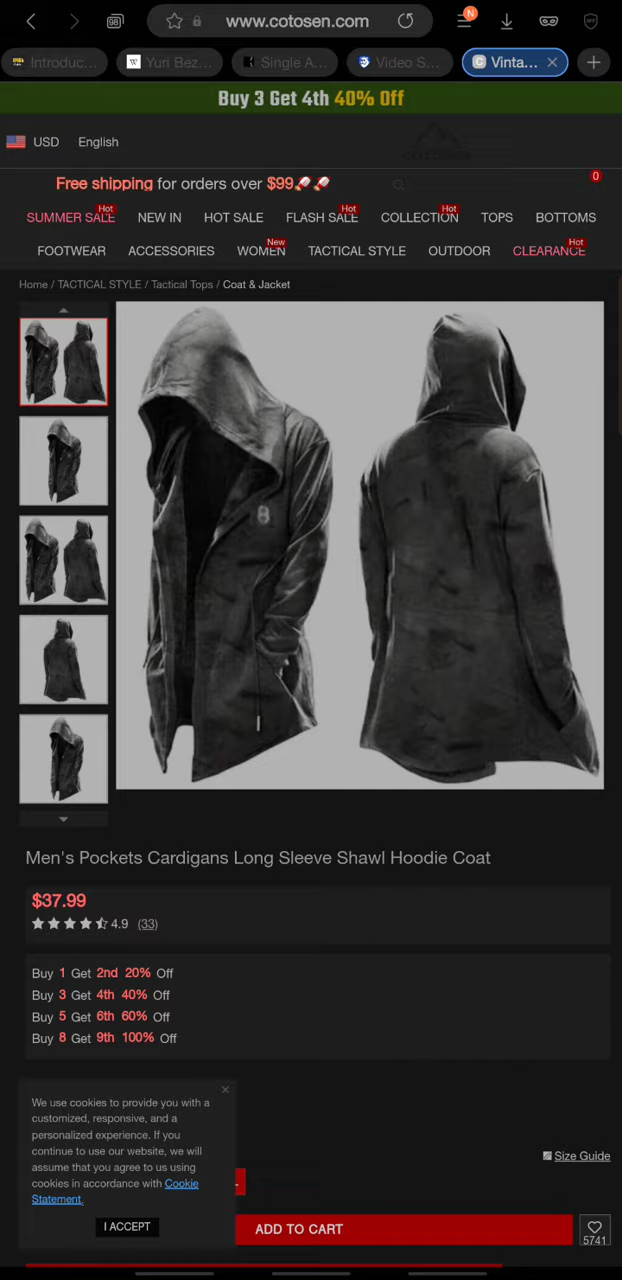 98
www.cotosen.com
N
OFF
Introduc...
W
Yuri Bez...
Single A...
Video S...
C
Vinta...
Buy 3 Get 4th 40% Off
USD English
COTOSEN
Free shipping for orders over $99
0
Hot Hot Hot
SUMMER SALE NEW IN HOT SALE FLASH SALE COLLECTION TOPS BOTTOMS
New Hot
FOOTWEAR ACCESSORIES WOMEN TACTICAL STYLE OUTDOOR CLEARANCE
Home / TACTICAL STYLE / Tactical Tops / Coat & Jacket
Men's Pockets Cardigans Long Sleeve Shawl Hoodie Coat
$37.99
4.9 (33)
Buy 1 Get 2nd 20% Off
Buy 3 Get 4th 40% Off
Buy 5 Get 6th 60% Off
Buy 8 Get 9th 100% Off
We use cookies to provide you with a
customized, responsive, and a
personalized experience. If you
continue to use our website, we will
assume that you agree to us using
cookies in accordance with Cookie
Statement.
I ACCEPT
Size Guide
ADD TO CART
5741